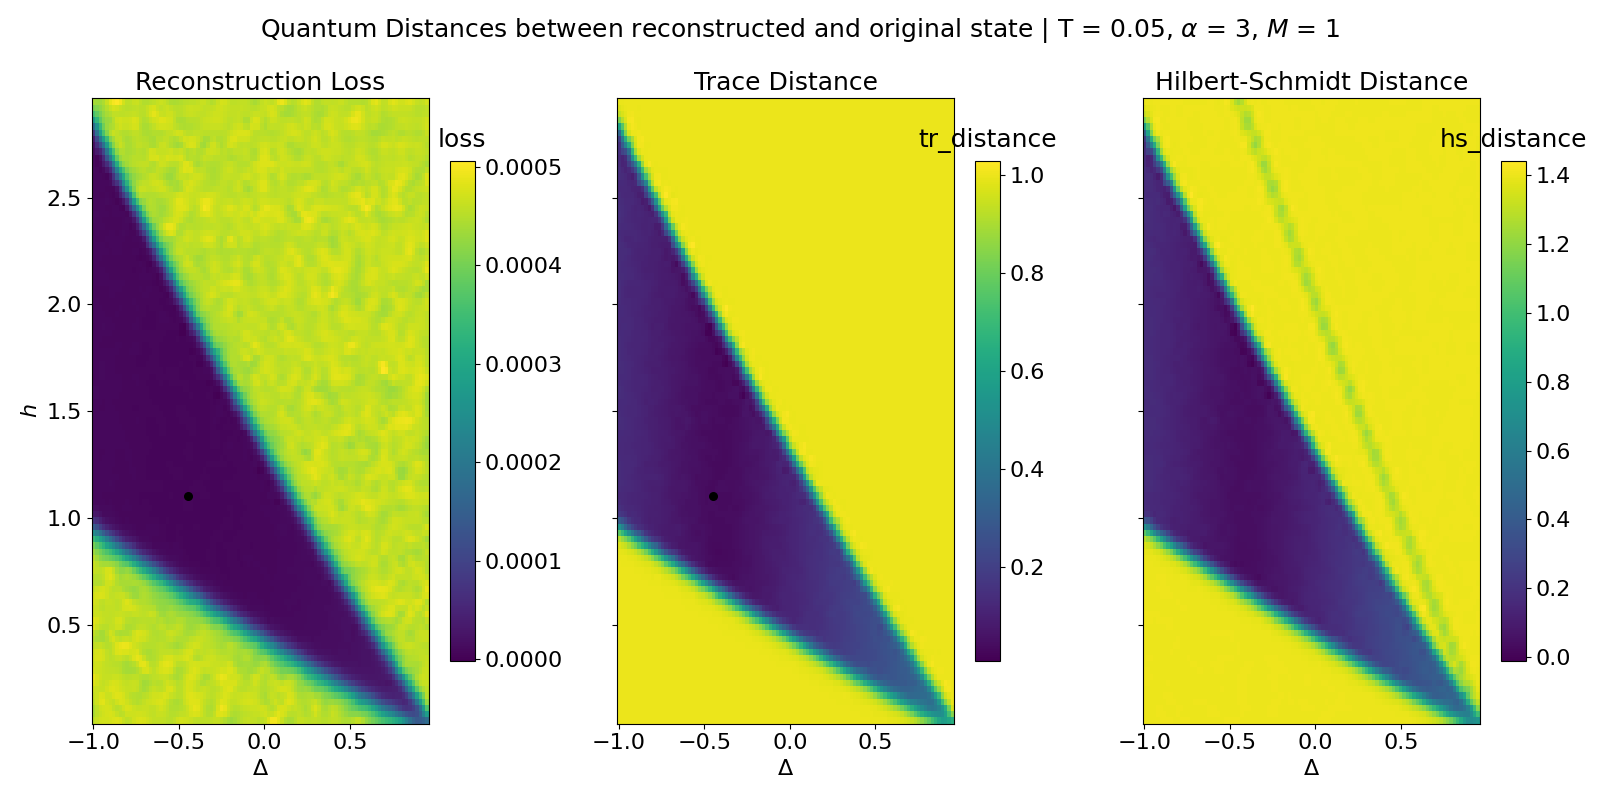 Quantum Distances between reconstructed and original state | T = 0.05, α = 3, M = 1
Reconstruction Loss
Trace Distance
Hilbert-Schmidt Distance
loss
tr_distance
hs_distance
0.0005
0.0004
0.0003
0.0002
0.0001
0.0000
1.0
0.8
0.6
0.4
0.2
1.4
1.2
1.0
0.8
0.6
0.4
0.2
0.0
h
2.5
2.0
1.5
1.0
0.5
−1.0 −0.5 0.0 0.5
−1.0 −0.5 0.0 0.5
−1.0 −0.5 0.0 0.5
Δ
Δ
Δ